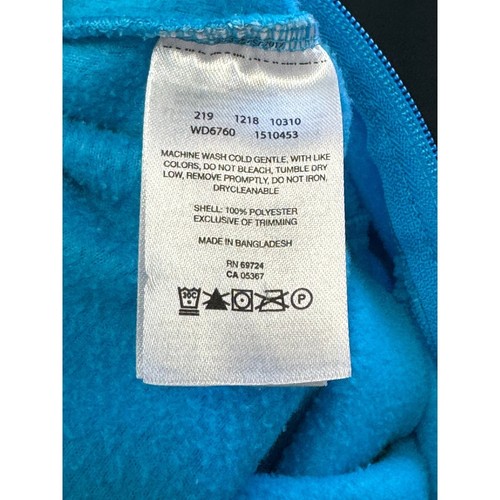 219 1218 10310
WD6760 1510453
MACHINE WASH COLD GENTLE, WITH LIKE
COLORS, DO NOT BLEACH, TUMBLE DRY
LOW, REMOVE PROMPTLY, DO NOT IRON,
DRYCLEANABLE
SHELL: 100% POLYESTER
EXCLUSIVE OF TRIMMING
MADE IN BANGLADESH
RN 69724
CA 05367
30C P